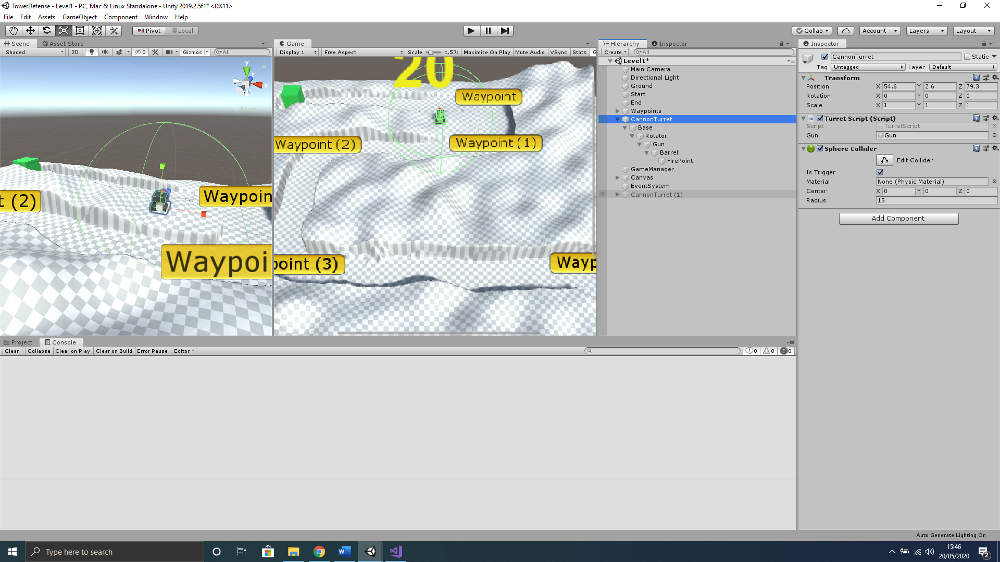 TowerDefense - Level1 - PC, Mac & Linux Standalone - Unity 2019.2.5f1* <DX11>
File Edit Assets GameObject Component Window Help
Pivot Local Collab Account Layers Layout
Scene Asset Store
Shaded 2D 0 Gizmos All
y
z
x
Persp
t (2)
Waypoin
Waypoi
Game
Display 1 Free Aspect Scale 1.57: Maximize On Play Mute Audio VSync Stats G
20
Waypoint
Waypoint (2)
Waypoint (1)
point (3)
Wayp
Hierarchy Inspector
Create All
Level1*
Main Camera
Directional Light
Ground
Start
End
Waypoints
CannonTurret
Base
Rotator
Gun
Barrel
FirePoint
GameManager
Canvas
EventSystem
CannonTurret (1)
Inspector
CannonTurret Static
Tag Untagged Layer Default
Transform
Position X 54.6 Y 2.6 Z 79.3
Rotation X 0 Y 0 Z 0
Scale X 1 Y 1 Z 1
Turret Script (Script)
Script TurretScript
Gun Gun
Sphere Collider
Edit Collider
Is Trigger
Material None (Physic Material)
Center X 0 Y 0 Z 0
Radius 15
Add Component
Project Console
Clear Collapse Clear on Play Clear on Build Error Pause Editor 0 0 0
Auto Generate Lighting On
Type here to search
15:46
20/05/2020
2